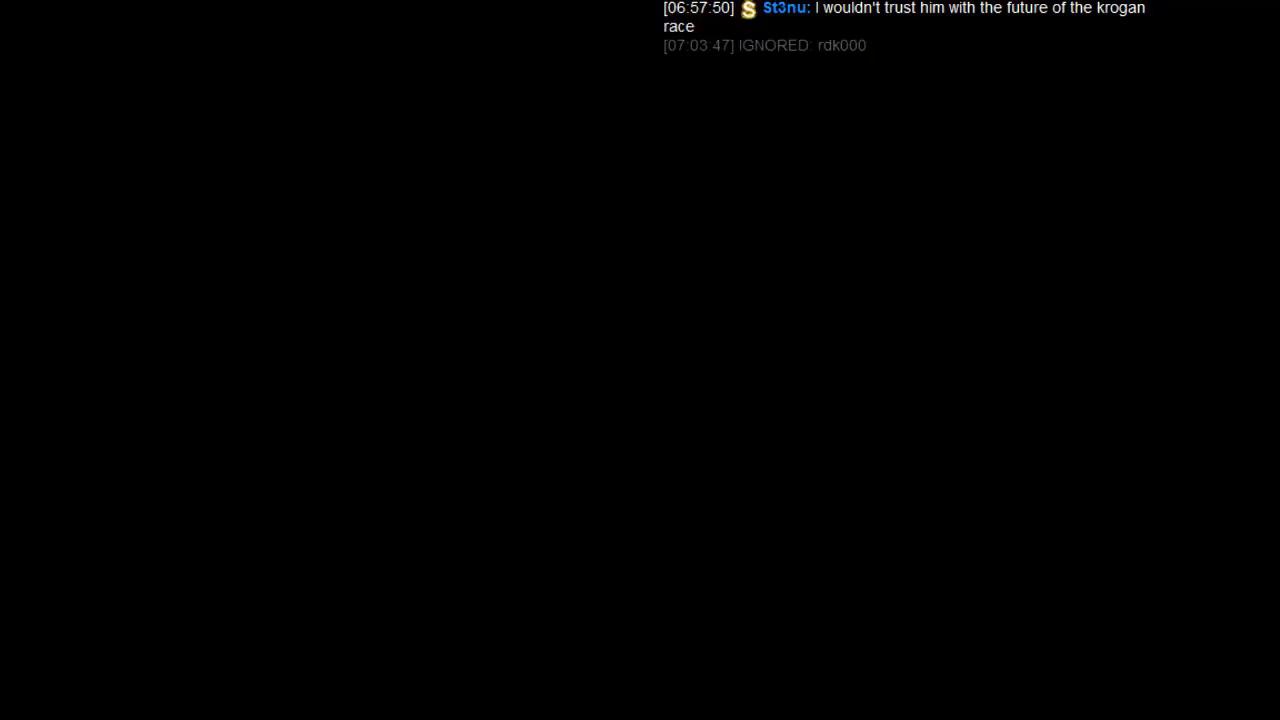 [06:57:50] St3nu: I wouldn't trust him with the future of the krogan
race
[07:03:47] IGNORED: rdk000